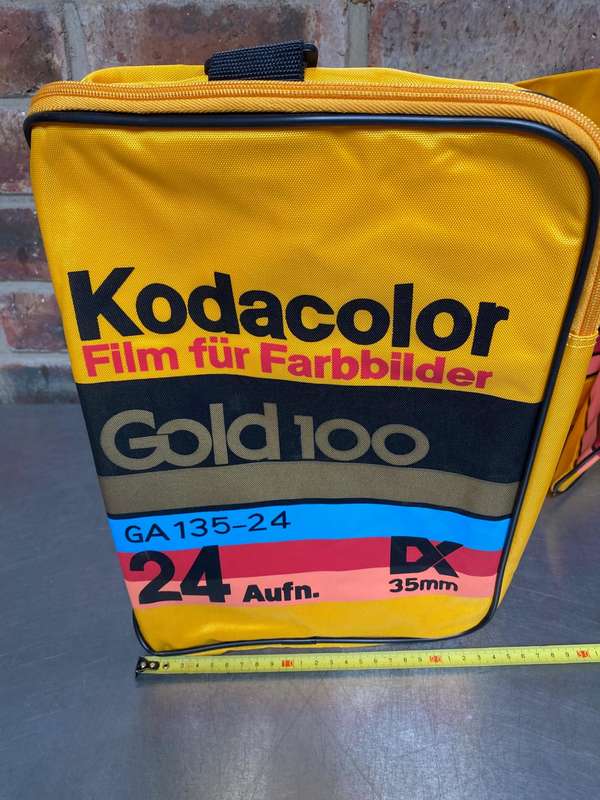 Kodacolor
Film für Farbbilder
Gold 100
GA 135-24
24 Aufn.
DX
35mm